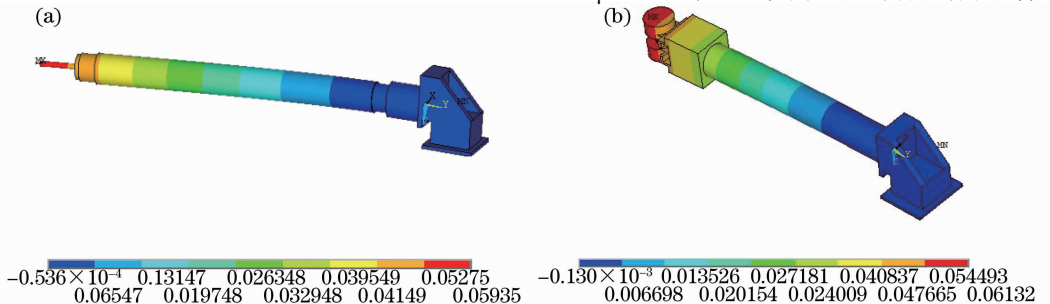 (a)
(b)
MX
X
Y
MN
MX
Y
MN
−0.536×10⁻⁴ 0.13147 0.026348 0.039549 0.05275
0.06547 0.019748 0.032948 0.04149 0.05935
−0.130×10⁻³ 0.013526 0.027181 0.040837 0.054493
0.006698 0.020154 0.024009 0.047665 0.06132